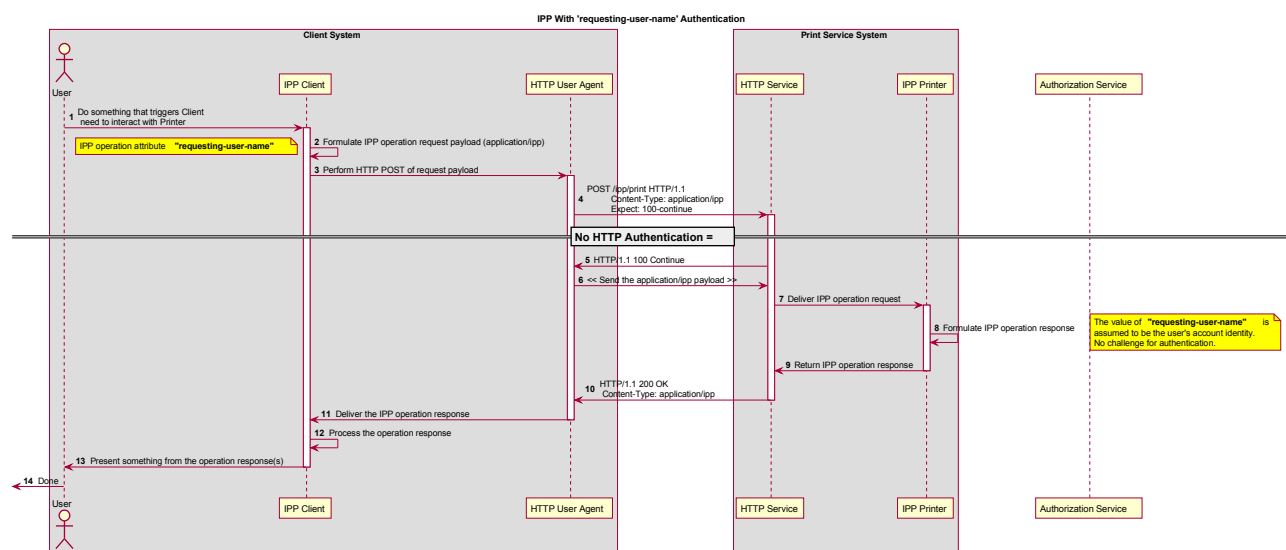 IPP With 'requesting-user-name' Authentication
Client System
Print Service System
User
IPP Client
HTTP User Agent
HTTP Service
IPP Printer
Authorization Service
1 Do something that triggers Client
need to interact with Printer
IPP operation attribute "requesting-user-name"
2 Formulate IPP operation request payload (application/ipp)
3 Perform HTTP POST of request payload
POST /ipp/print HTTP/1.1
4 Content-Type: application/ipp
Expect: 100-continue
No HTTP Authentication =
5 HTTP/1.1 100 Continue
6 << Send the application/ipp payload >>
7 Deliver IPP operation request
8 Formulate IPP operation response
The value of "requesting-user-name" is
assumed to be the user's account identity.
No challenge for authentication.
9 Return IPP operation response
10 HTTP/1.1 200 OK
Content-Type: application/ipp
11 Deliver the IPP operation response
12 Process the operation response
13 Present something from the operation response(s)
14 Done
User
IPP Client
HTTP User Agent
HTTP Service
IPP Printer
Authorization Service